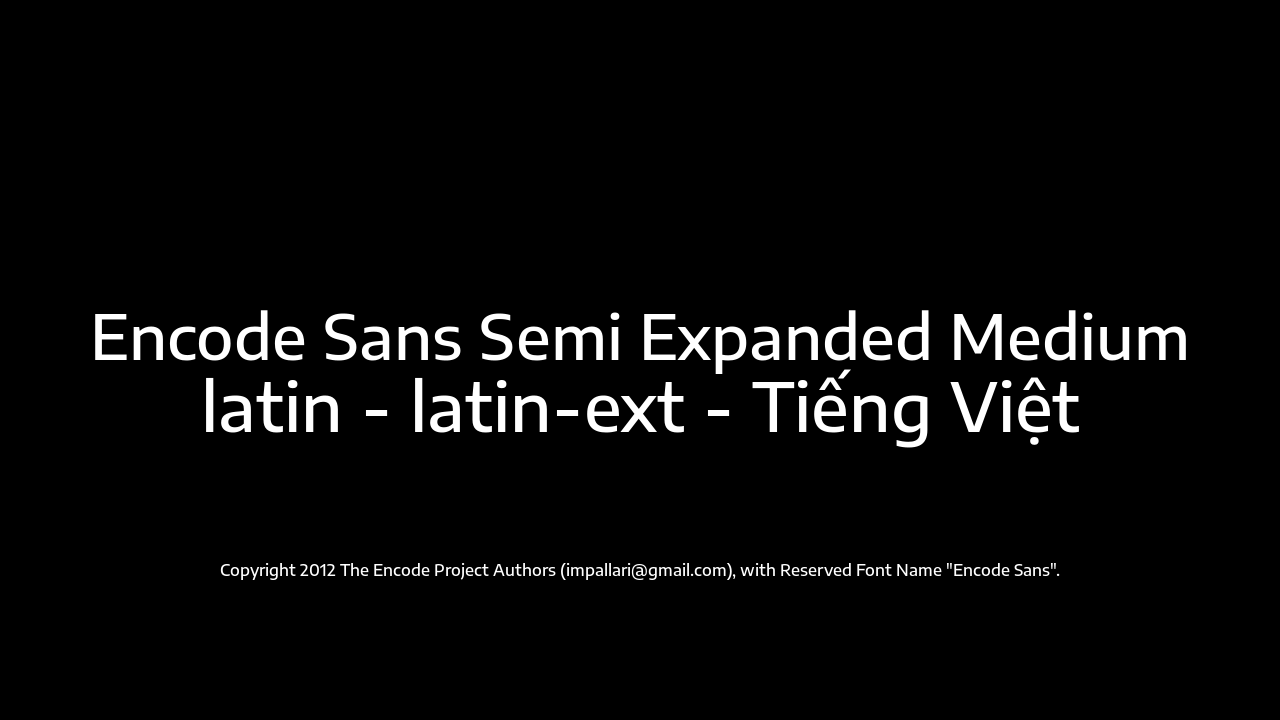 Encode Sans Semi Expanded Medium
latin - latin-ext - Tiếng Việt
Copyright 2012 The Encode Project Authors (impallari@gmail.com), with Reserved Font Name "Encode Sans".